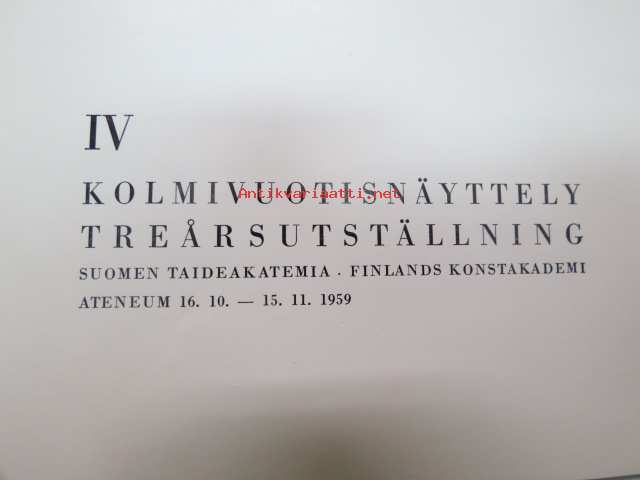 IV
KOLMIVUOTISNÄYTTELY
Antikvariaatti.net
TREÅRSUTSTÄLLNING
SUOMEN TAIDEAKATEMIA · FINLANDS KONSTAKADEMI
ATENEUM 16. 10. — 15. 11. 1959